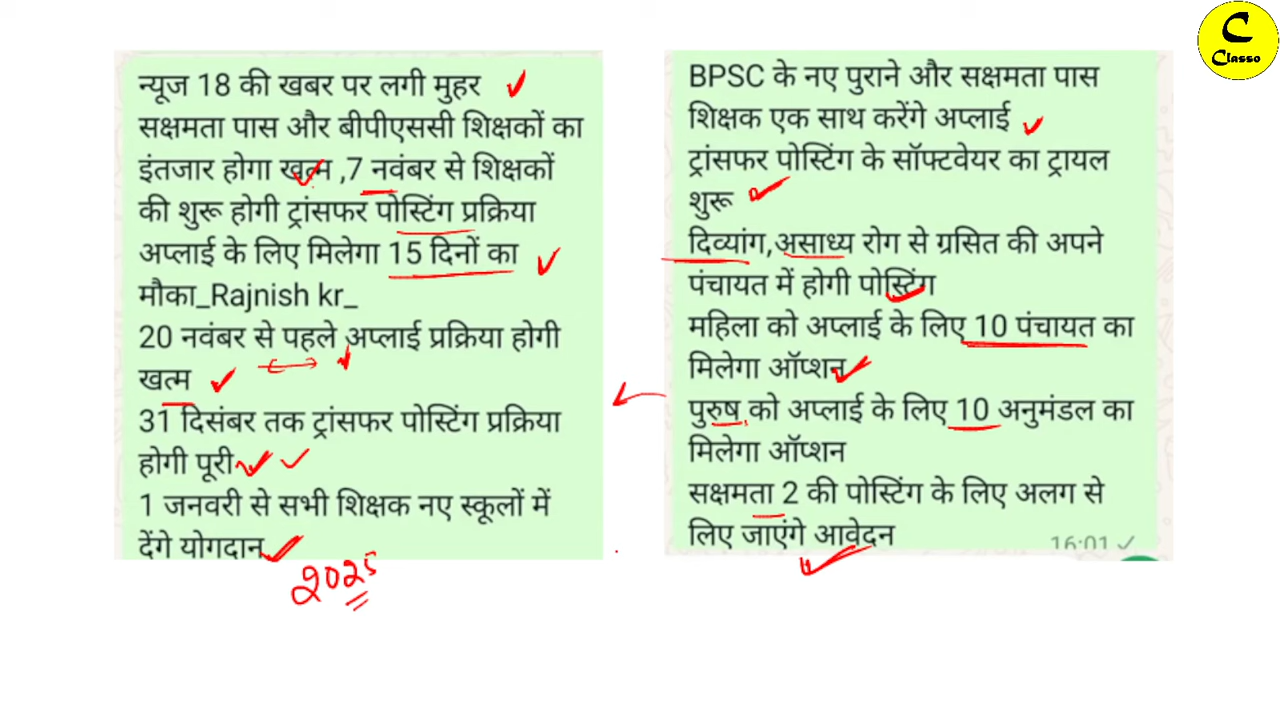 न्यूज 18 की खबर पर लगी मुहर
सक्षमता पास और बीपीएससी शिक्षकों का
इंतजार होगा खत्म ,7 नवंबर से शिक्षकों
की शुरू होगी ट्रांसफर पोस्टिंग प्रक्रिया
अप्लाई के लिए मिलेगा 15 दिनों का
मौका_Rajnish kr_
20 नवंबर से पहले अप्लाई प्रक्रिया होगी
खत्म
31 दिसंबर तक ट्रांसफर पोस्टिंग प्रक्रिया
होगी पूरी
1 जनवरी से सभी शिक्षक नए स्कूलों में
देंगे योगदान
2025
BPSC के नए पुराने और सक्षमता पास
शिक्षक एक साथ करेंगे अप्लाई
ट्रांसफर पोस्टिंग के सॉफ्टवेयर का ट्रायल
शुरू
दिव्यांग,असाध्य रोग से ग्रसित की अपने
पंचायत में होगी पोस्टिंग
महिला को अप्लाई के लिए 10 पंचायत का
मिलेगा ऑप्शन
पुरुष को अप्लाई के लिए 10 अनुमंडल का
मिलेगा ऑप्शन
सक्षमता 2 की पोस्टिंग के लिए अलग से
लिए जाएंगे आवेदन
16:01
C
Classo